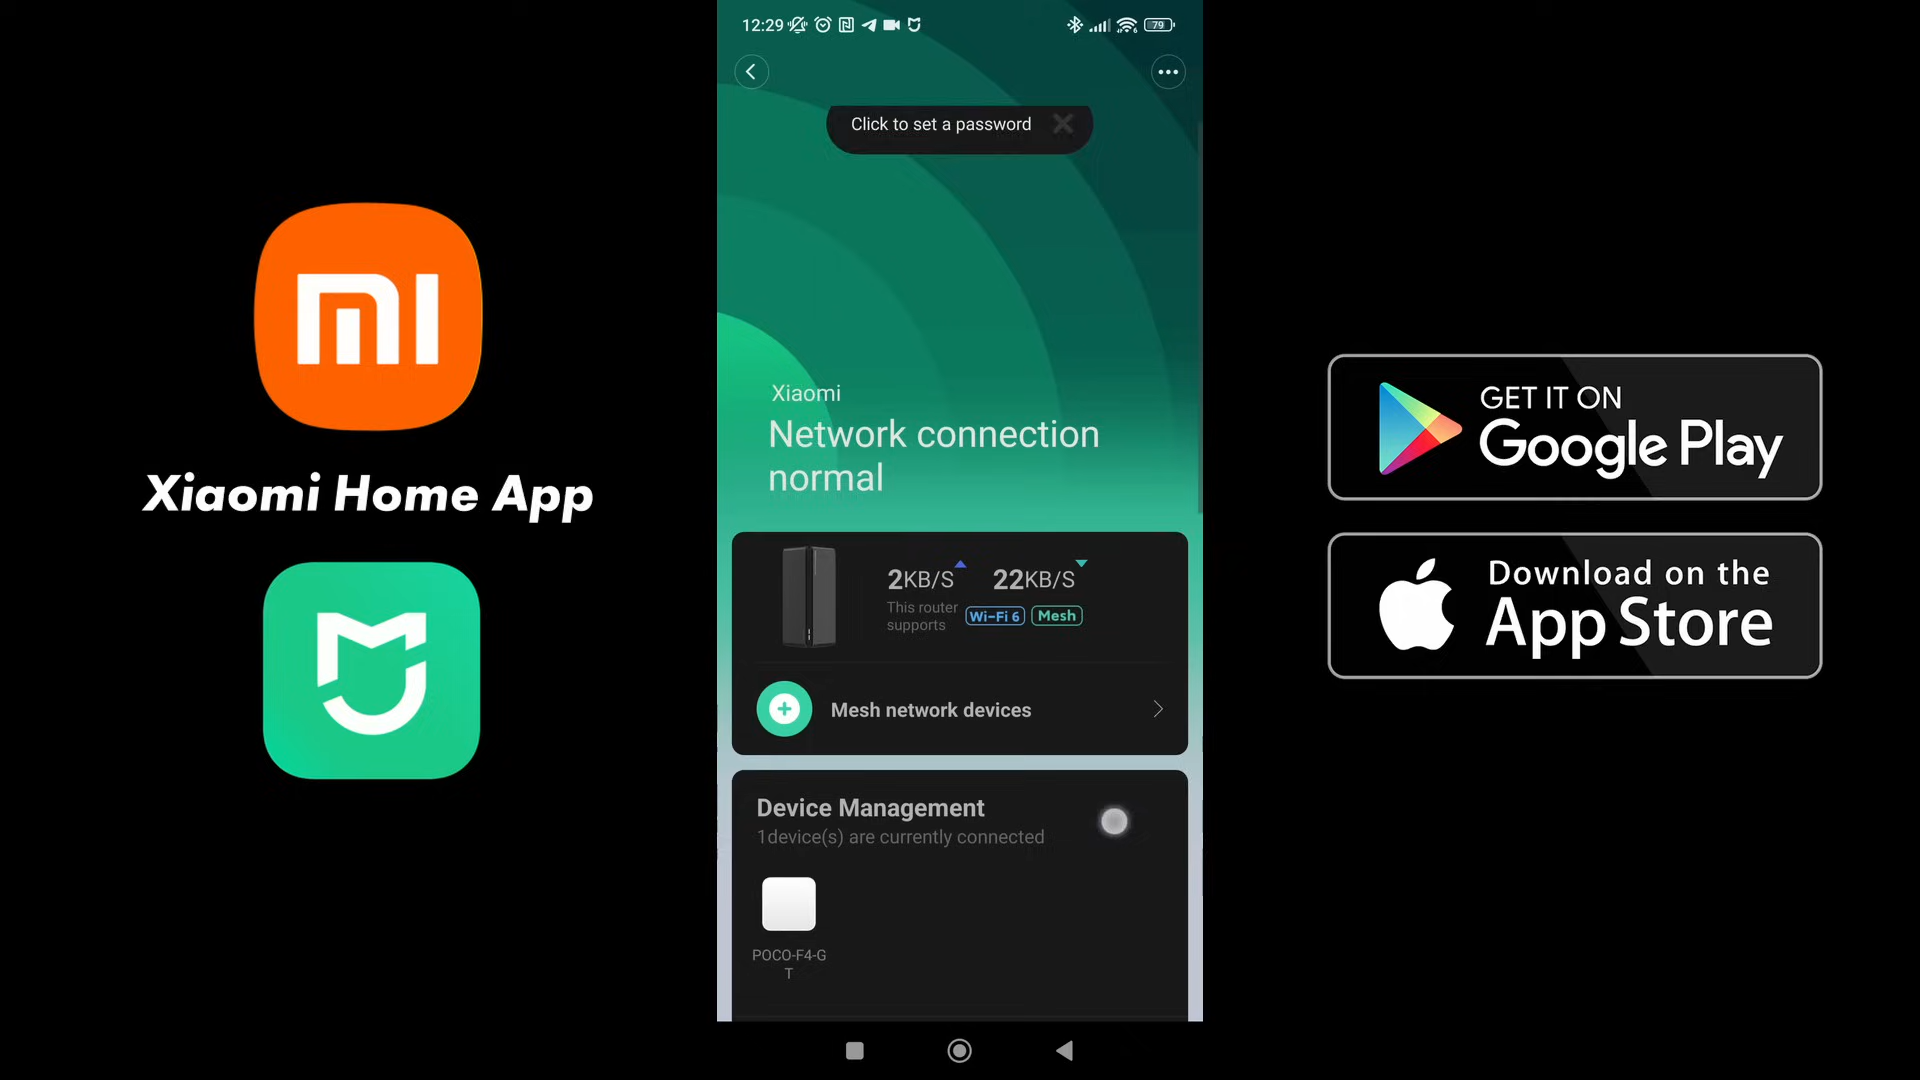 12:29
79
Click to set a password
Xiaomi
Network connection
normal
2KB/S 22KB/S
This router
supports
Wi-Fi 6 Mesh
Mesh network devices
Device Management
1device(s) are currently connected
POCO-F4-G
T
mi
Xiaomi Home App
GET IT ON
Google Play
Download on the
App Store